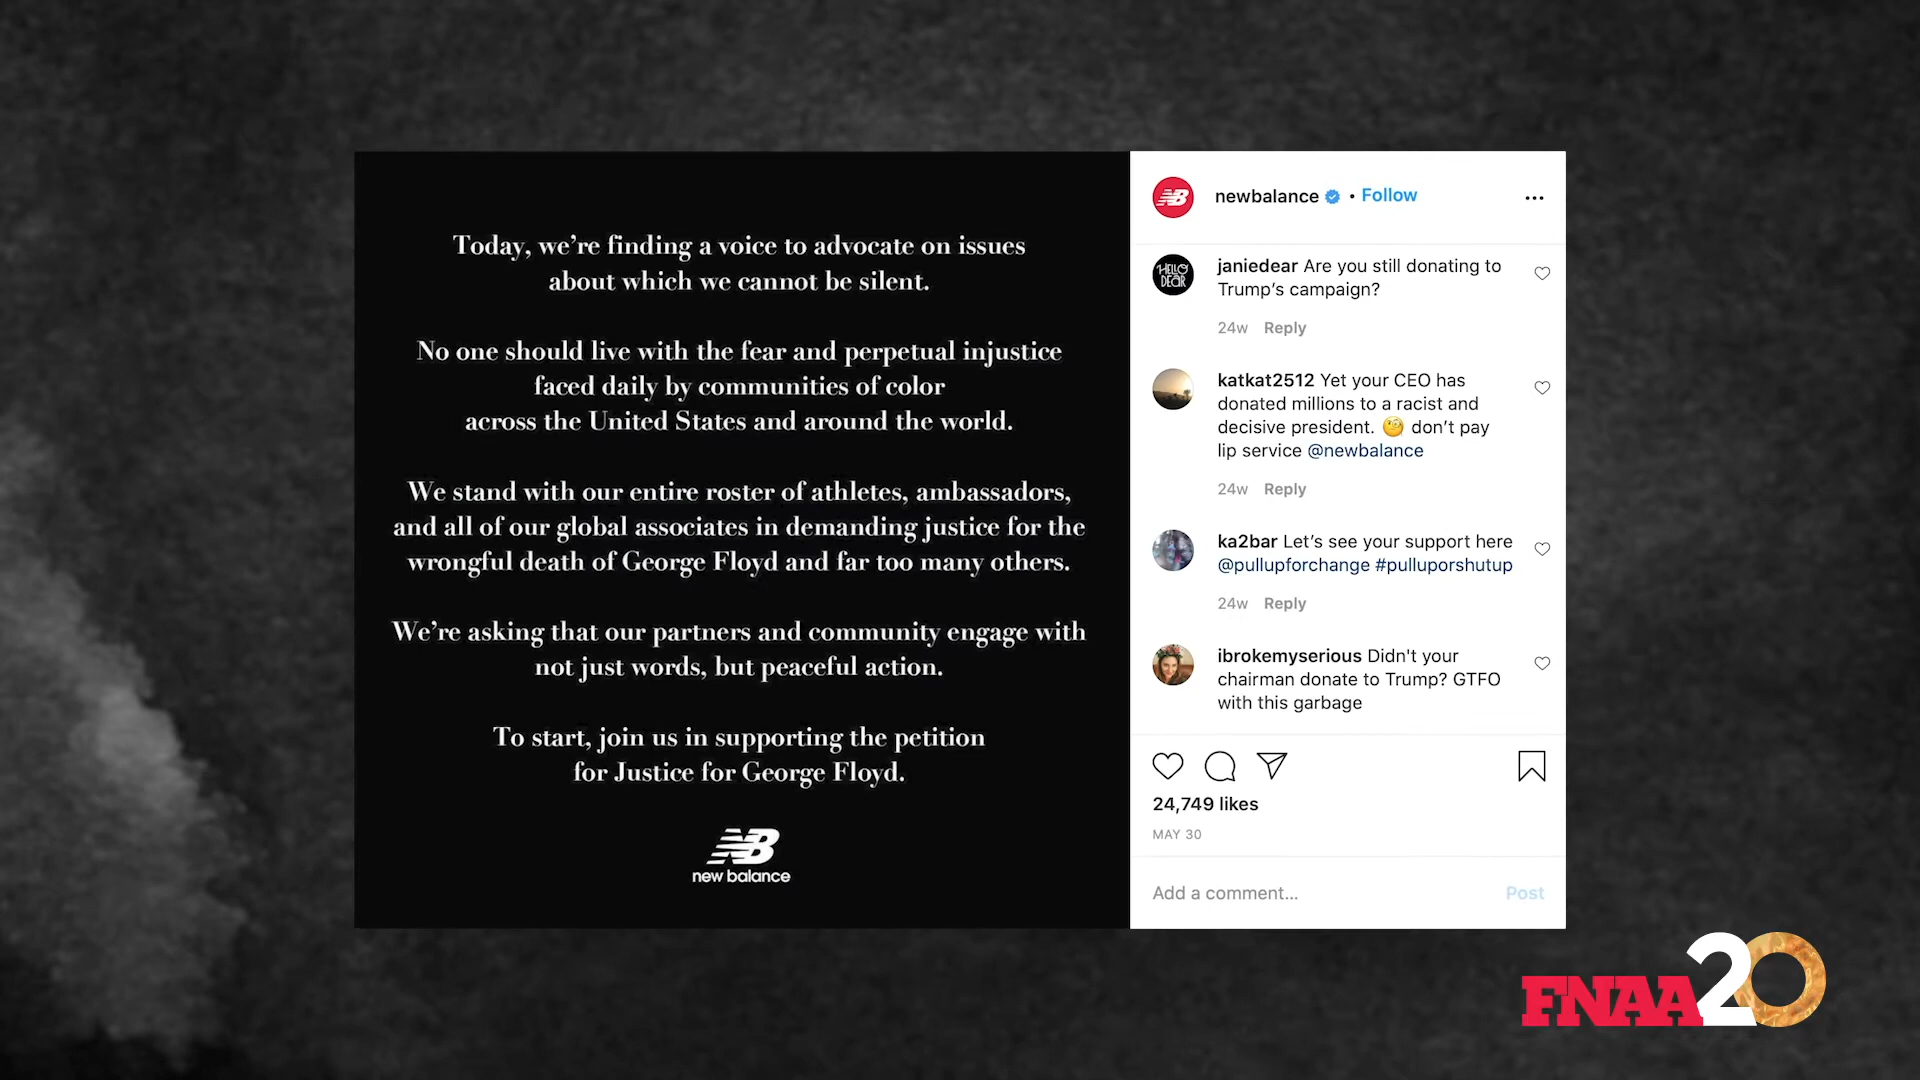 Today, we're finding a voice to advocate on issues
about which we cannot be silent.
No one should live with the fear and perpetual injustice
faced daily by communities of color
across the United States and around the world.
We stand with our entire roster of athletes, ambassadors,
and all of our global associates in demanding justice for the
wrongful death of George Floyd and far too many others.
We're asking that our partners and community engage with
not just words, but peaceful action.
To start, join us in supporting the petition
for Justice for George Floyd.
NB
new balance
NB
newbalance • Follow
HELLO
DEAR
janiedear Are you still donating to
Trump's campaign?
24w Reply
katkat2512 Yet your CEO has
donated millions to a racist and
decisive president. 🧐 don't pay
lip service @newbalance
24w Reply
ka2bar Let's see your support here
@pullupforchange #pulluporshutup
24w Reply
ibrokemyserious Didn't your
chairman donate to Trump? GTFO
with this garbage
24,749 likes
MAY 30
Add a comment... Post
FNAA20